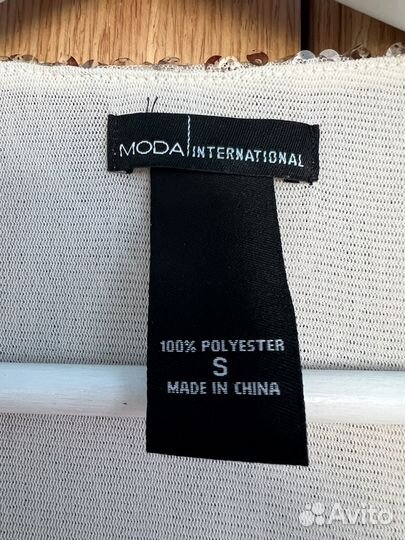 MODA INTERNATIONAL
100% POLYESTER
S
MADE IN CHINA
Avito